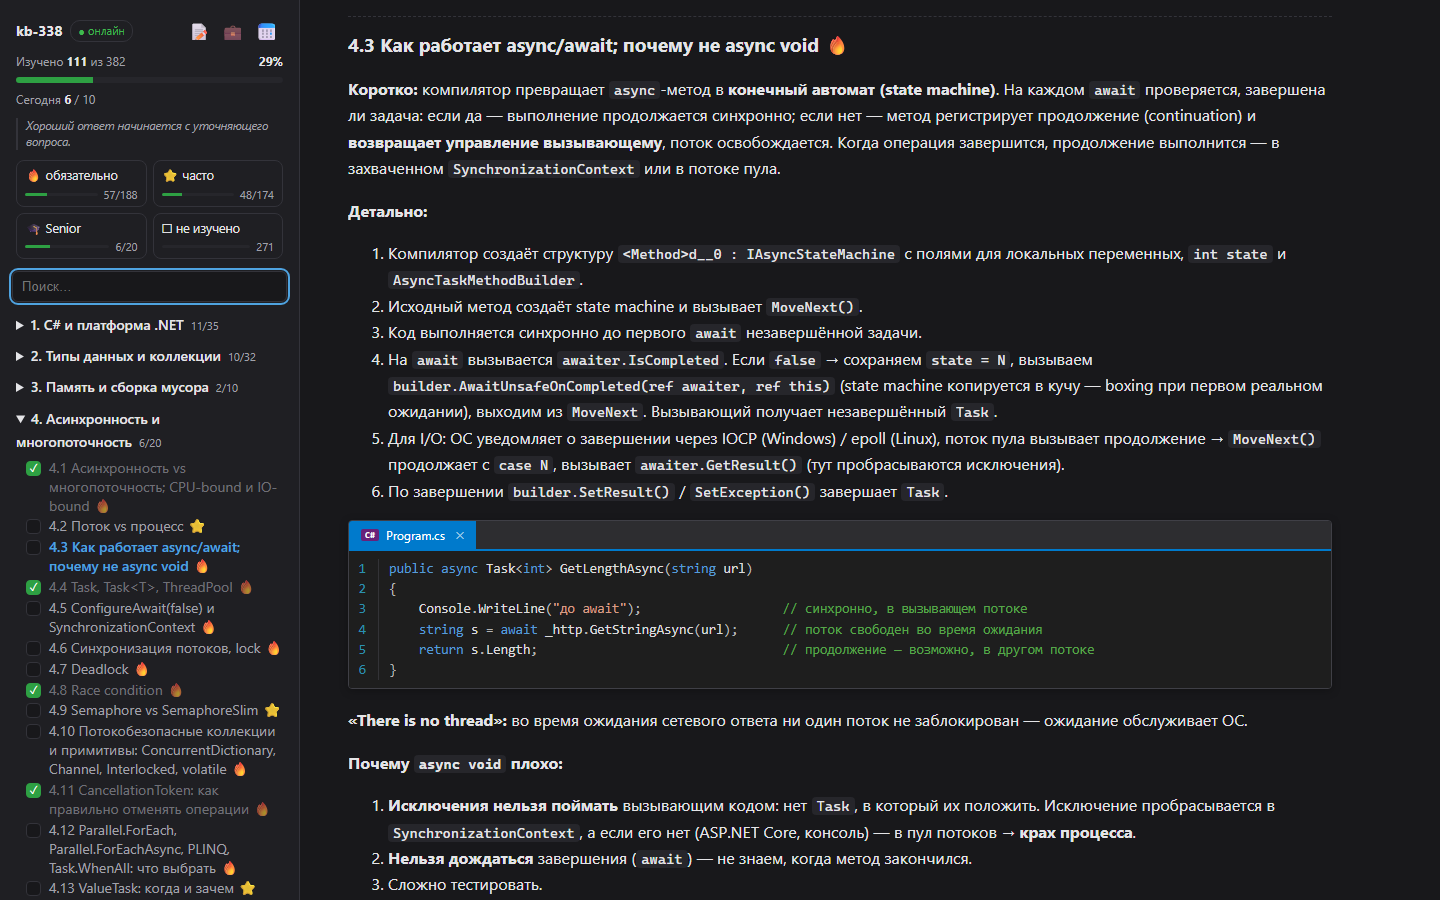 kb-338
онлайн
Изучено 111 из 382
29%
Сегодня 6 / 10
Хороший ответ начинается с уточняющего
вопроса.
обязательно
57/188
часто
48/174
Senior
6/20
не изучено
271
Поиск...
1. C# и платформа .NET 11/35
2. Типы данных и коллекции 10/32
3. Память и сборка мусора 2/10
4. Асинхронность и
многопоточность 6/20
4.1 Асинхронность vs
многопоточность; CPU-bound и IO-
bound
4.2 Поток vs процесс
4.3 Как работает async/await;
почему не async void
4.4 Task, Task<T>, ThreadPool
4.5 ConfigureAwait(false) и
SynchronizationContext
4.6 Синхронизация потоков, lock
4.7 Deadlock
4.8 Race condition
4.9 Semaphore vs SemaphoreSlim
4.10 Потокобезопасные коллекции
и примитивы: ConcurrentDictionary,
Channel, Interlocked, volatile
4.11 CancellationToken: как
правильно отменять операции
4.12 Parallel.ForEach,
Parallel.ForEachAsync, PLINQ,
Task.WhenAll: что выбрать
4.13 ValueTask: когда и зачем
4.3 Как работает async/await; почему не async void
Коротко: компилятор превращает async-метод в конечный автомат (state machine). На каждом await проверяется, завершена
ли задача: если да — выполнение продолжается синхронно; если нет — метод регистрирует продолжение (continuation) и
возвращает управление вызывающему, поток освобождается. Когда операция завершится, продолжение выполнится — в
захваченном SynchronizationContext или в потоке пула.
Детально:
1. Компилятор создаёт структуру <Method>d__0 : IAsyncStateMachine с полями для локальных переменных, int state и
AsyncTaskMethodBuilder.
2. Исходный метод создаёт state machine и вызывает MoveNext().
3. Код выполняется синхронно до первого await незавершённой задачи.
4. На await вызывается awaiter.IsCompleted. Если false → сохраняем state = N, вызываем
builder.AwaitUnsafeOnCompleted(ref awaiter, ref this) (state machine копируется в кучу — boxing при первом реальном
ожидании), выходим из MoveNext. Вызывающий получает незавершённый Task.
5. Для I/O: ОС уведомляет о завершении через IOCP (Windows) / epoll (Linux), поток пула вызывает продолжение → MoveNext()
продолжает с case N, вызывает awaiter.GetResult() (тут пробрасываются исключения).
6. По завершении builder.SetResult() / SetException() завершает Task.
C# Program.cs ×
1 public async Task<int> GetLengthAsync(string url)
2 {
3 Console.WriteLine("до await"); // синхронно, в вызывающем потоке
4 string s = await _http.GetStringAsync(url); // поток свободен во время ожидания
5 return s.Length; // продолжение — возможно, в другом потоке
6 }
«There is no thread»: во время ожидания сетевого ответа ни один поток не заблокирован — ожидание обслуживает ОС.
Почему async void плохо:
1. Исключения нельзя поймать вызывающим кодом: нет Task, в который их положить. Исключение пробрасывается в
SynchronizationContext, а если его нет (ASP.NET Core, консоль) — в пул потоков → крах процесса.
2. Нельзя дождаться завершения (await) — не знаем, когда метод закончился.
3. Сложно тестировать.